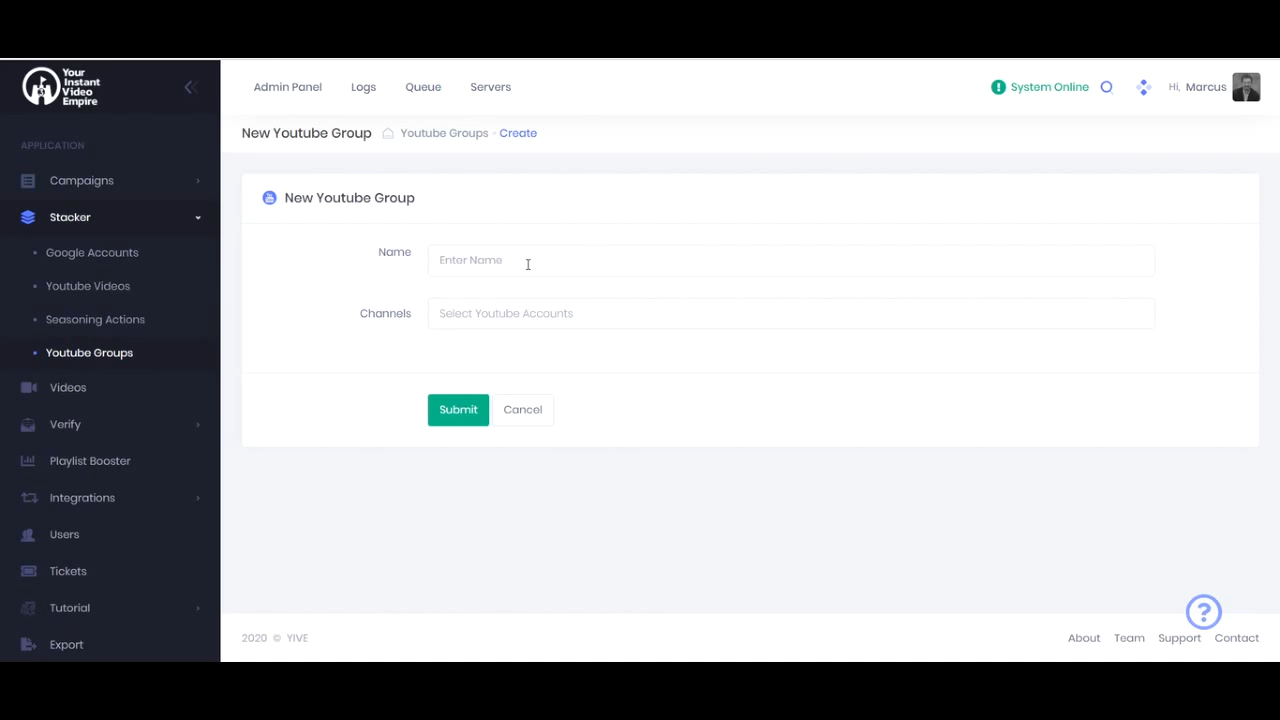 Your
Instant
Video
Empire
Admin Panel
Logs
Queue
Servers
System Online
Hi, Marcus
New Youtube Group
Youtube Groups
Create
APPLICATION
Campaigns
Stacker
Google Accounts
Youtube Videos
Seasoning Actions
Youtube Groups
Videos
Verify
Playlist Booster
Integrations
Users
Tickets
Tutorial
Export
New Youtube Group
Name
Enter Name
Channels
Select Youtube Accounts
Submit
Cancel
?
2020 © YIVE
About
Team
Support
Contact